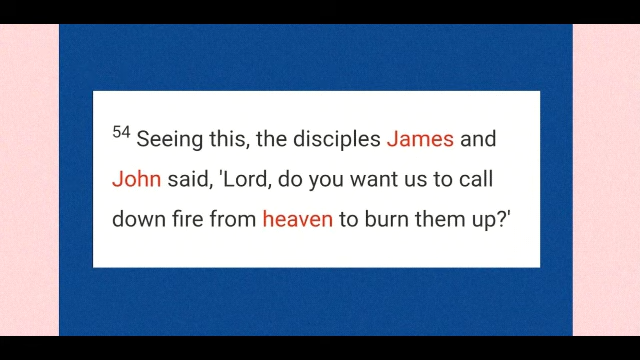 54 Seeing this, the disciples James and
John said, 'Lord, do you want us to call
down fire from heaven to burn them up?'